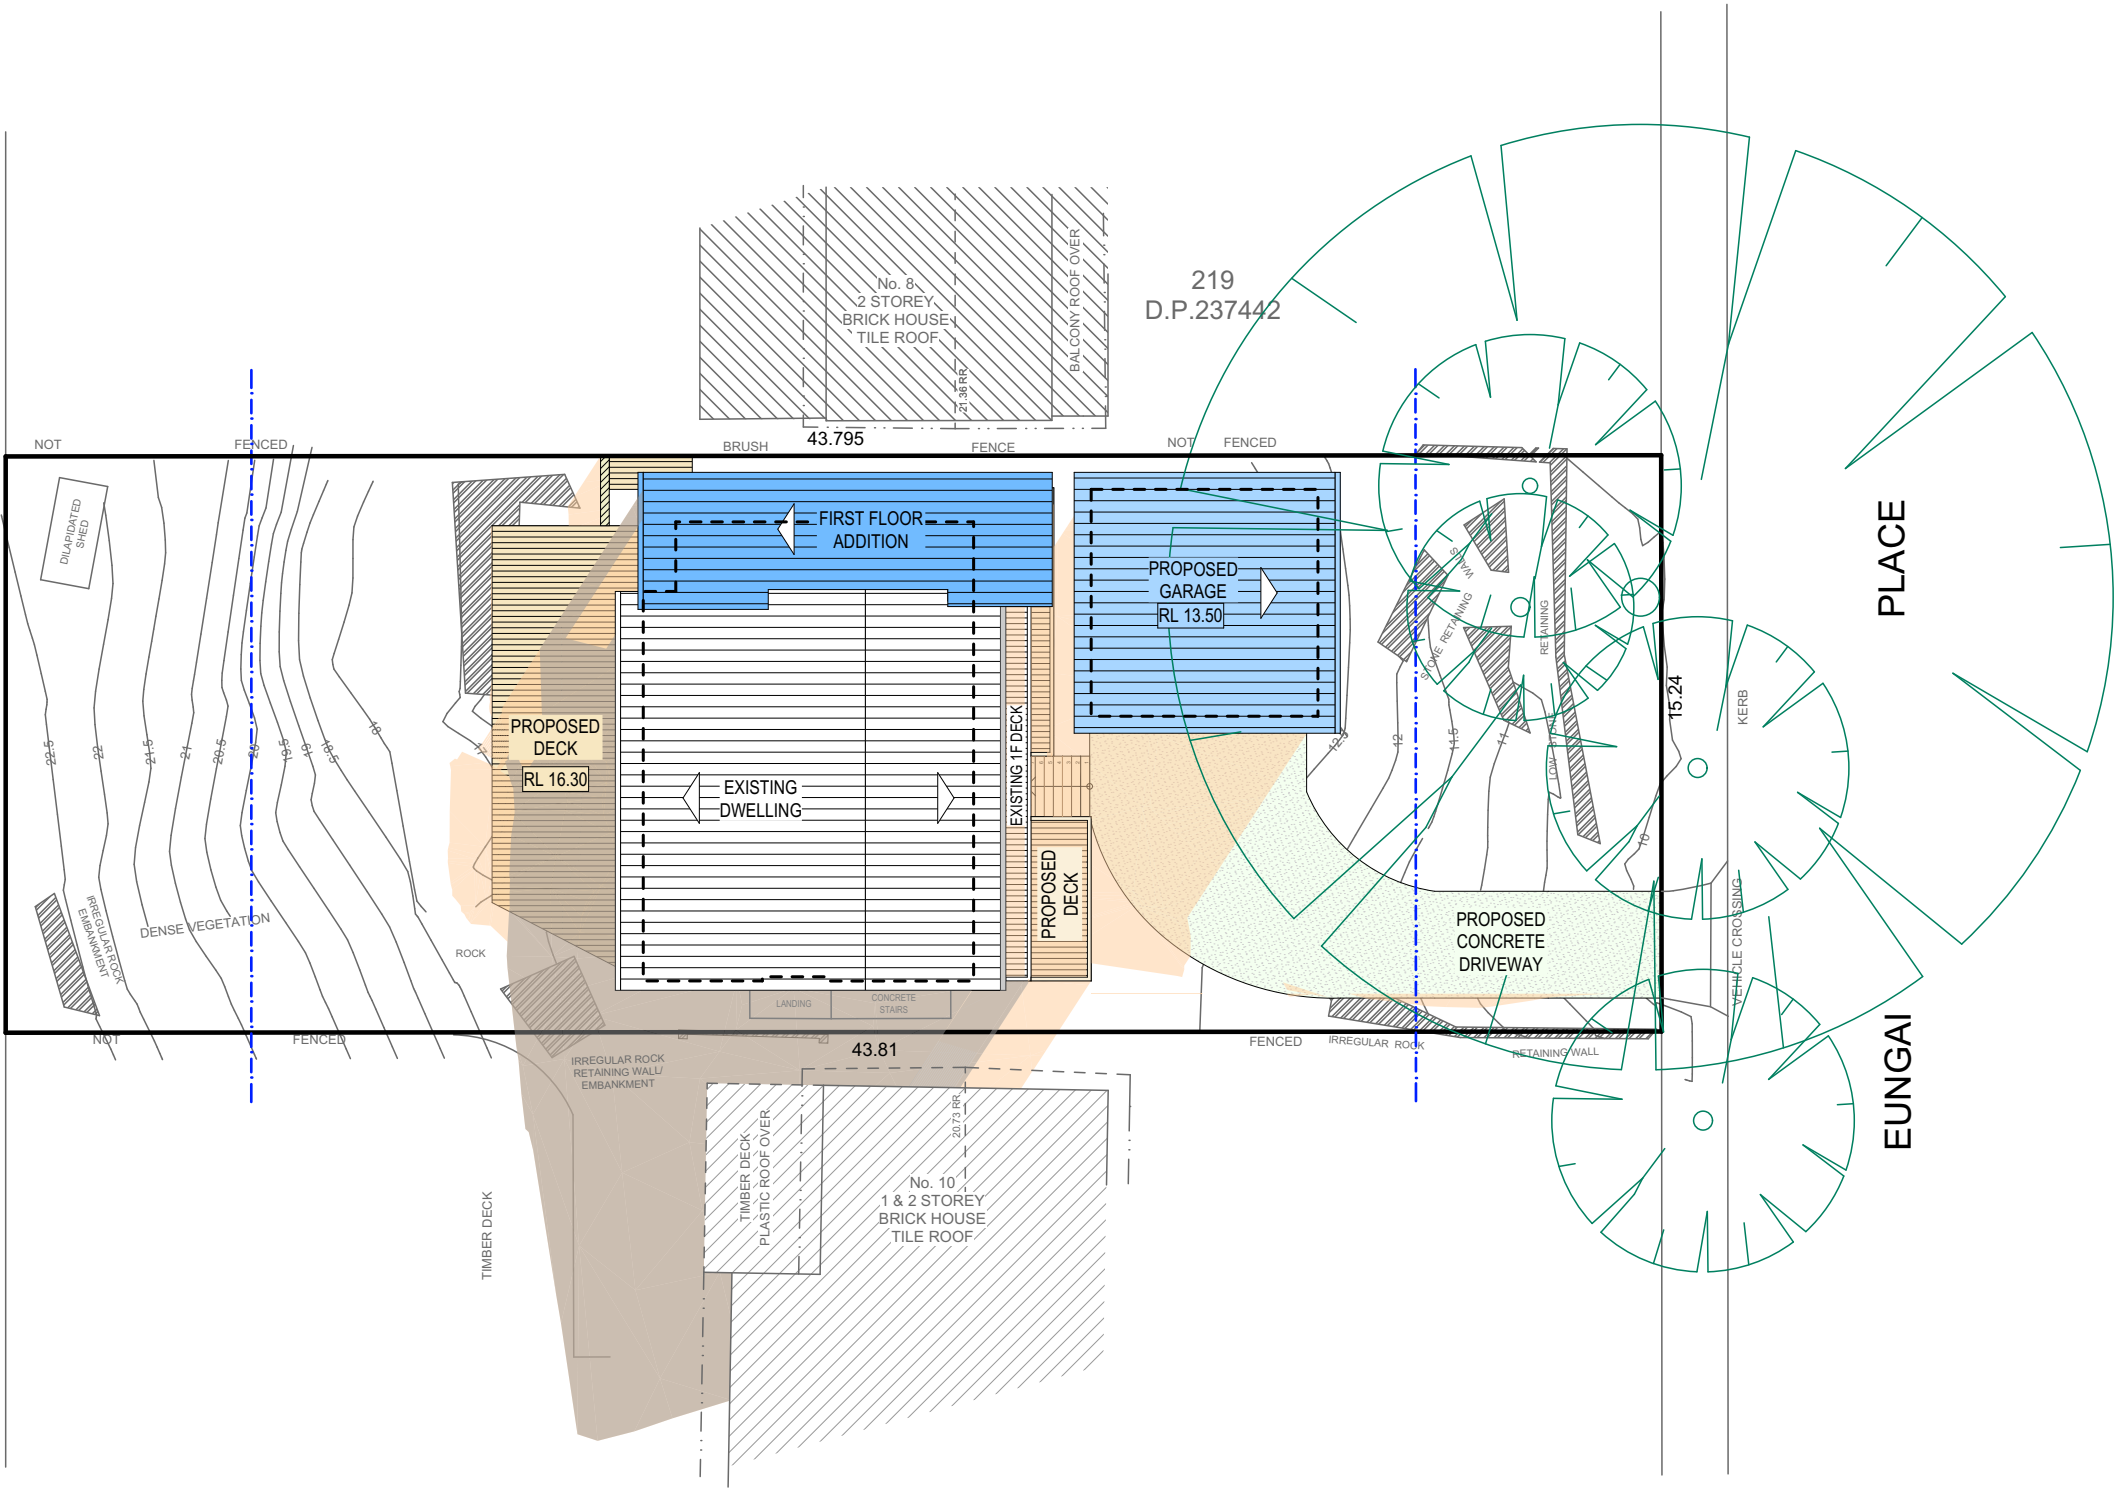 219
D.P.237442
No. 8
2 STOREY
BRICK HOUSE
TILE ROOF
21.36 RR
BALCONY ROOF OVER
NOT
FENCED
BRUSH
43.795
FENCE
NOT
FENCED
DILAPIDATED
SHED
FIRST FLOOR
ADDITION
PROPOSED
GARAGE
RL 13.50
STONE RETAINING WALLS
LOW STONE
RETAINING
PLACE
15.24
KERB
22.5
22
21.5
21
20.5
20
19.5
19
18.5
18
17
PROPOSED
DECK
RL 16.30
EXISTING
DWELLING
EXISTING 1F DECK
PROPOSED
DECK
12.5
12
11.5
11
10
IRREGULAR ROCK
EMBANKMENT
DENSE VEGETATION
ROCK
LANDING
CONCRETE
STAIRS
PROPOSED
CONCRETE
DRIVEWAY
VEHICLE CROSSING
NOT
FENCED
43.81
FENCED
IRREGULAR ROCK
RETAINING WALL
IRREGULAR ROCK
RETAINING WALL/
EMBANKMENT
EUNGAI
TIMBER DECK
TIMBER DECK
PLASTIC ROOF OVER
20.73 RR
No. 10
1 & 2 STOREY
BRICK HOUSE
TILE ROOF